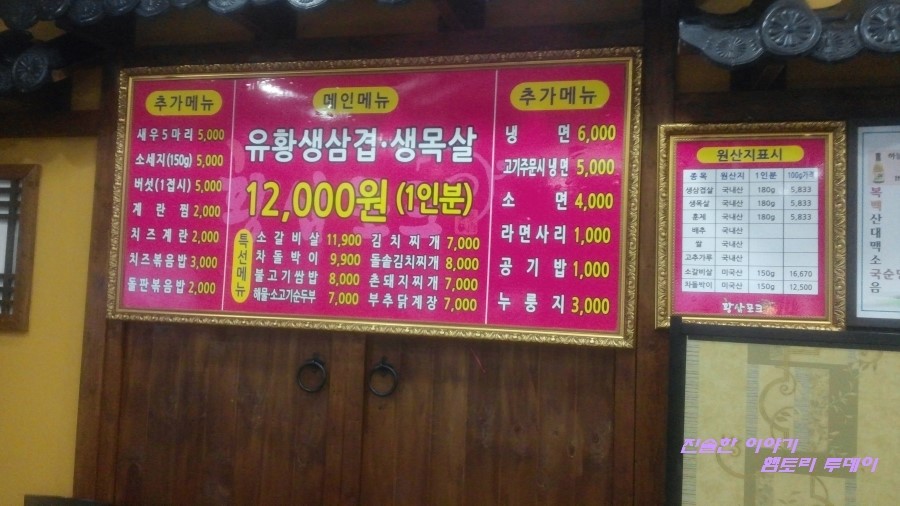 추가메뉴
새우5마리 5,000
소세지(150g) 5,000
버섯(1접시) 5,000
계란찜 2,000
치즈계란 2,000
치즈볶음밥 3,000
돌판볶음밥 2,000
메인메뉴
유황생삼겹·생목살
12,000원 (1인분)
특선메뉴
소갈비살 11,900
차돌박이 9,900
불고기쌈밥 8,000
해물·소고기순두부 7,000
김치찌개 7,000
돌솥김치찌개 8,000
촌돼지찌개 7,000
부추닭계장 7,000
추가메뉴
냉면 6,000
고기주문시냉면 5,000
소면 4,000
라면사리 1,000
공기밥 1,000
누룽지 3,000
원산지표시
종목 원산지 1인분 100g가격
생삼겹살 국내산 180g 5,833
생목살 국내산 180g 5,833
훈제 국내산 180g 5,833
배추 국내산
쌀 국내산
고추가루 국내산
소갈비살 미국산 150g 16,670
차돌박이 미국산 150g 12,500
황산포크
진솔한 이야기
웹토리 투데이